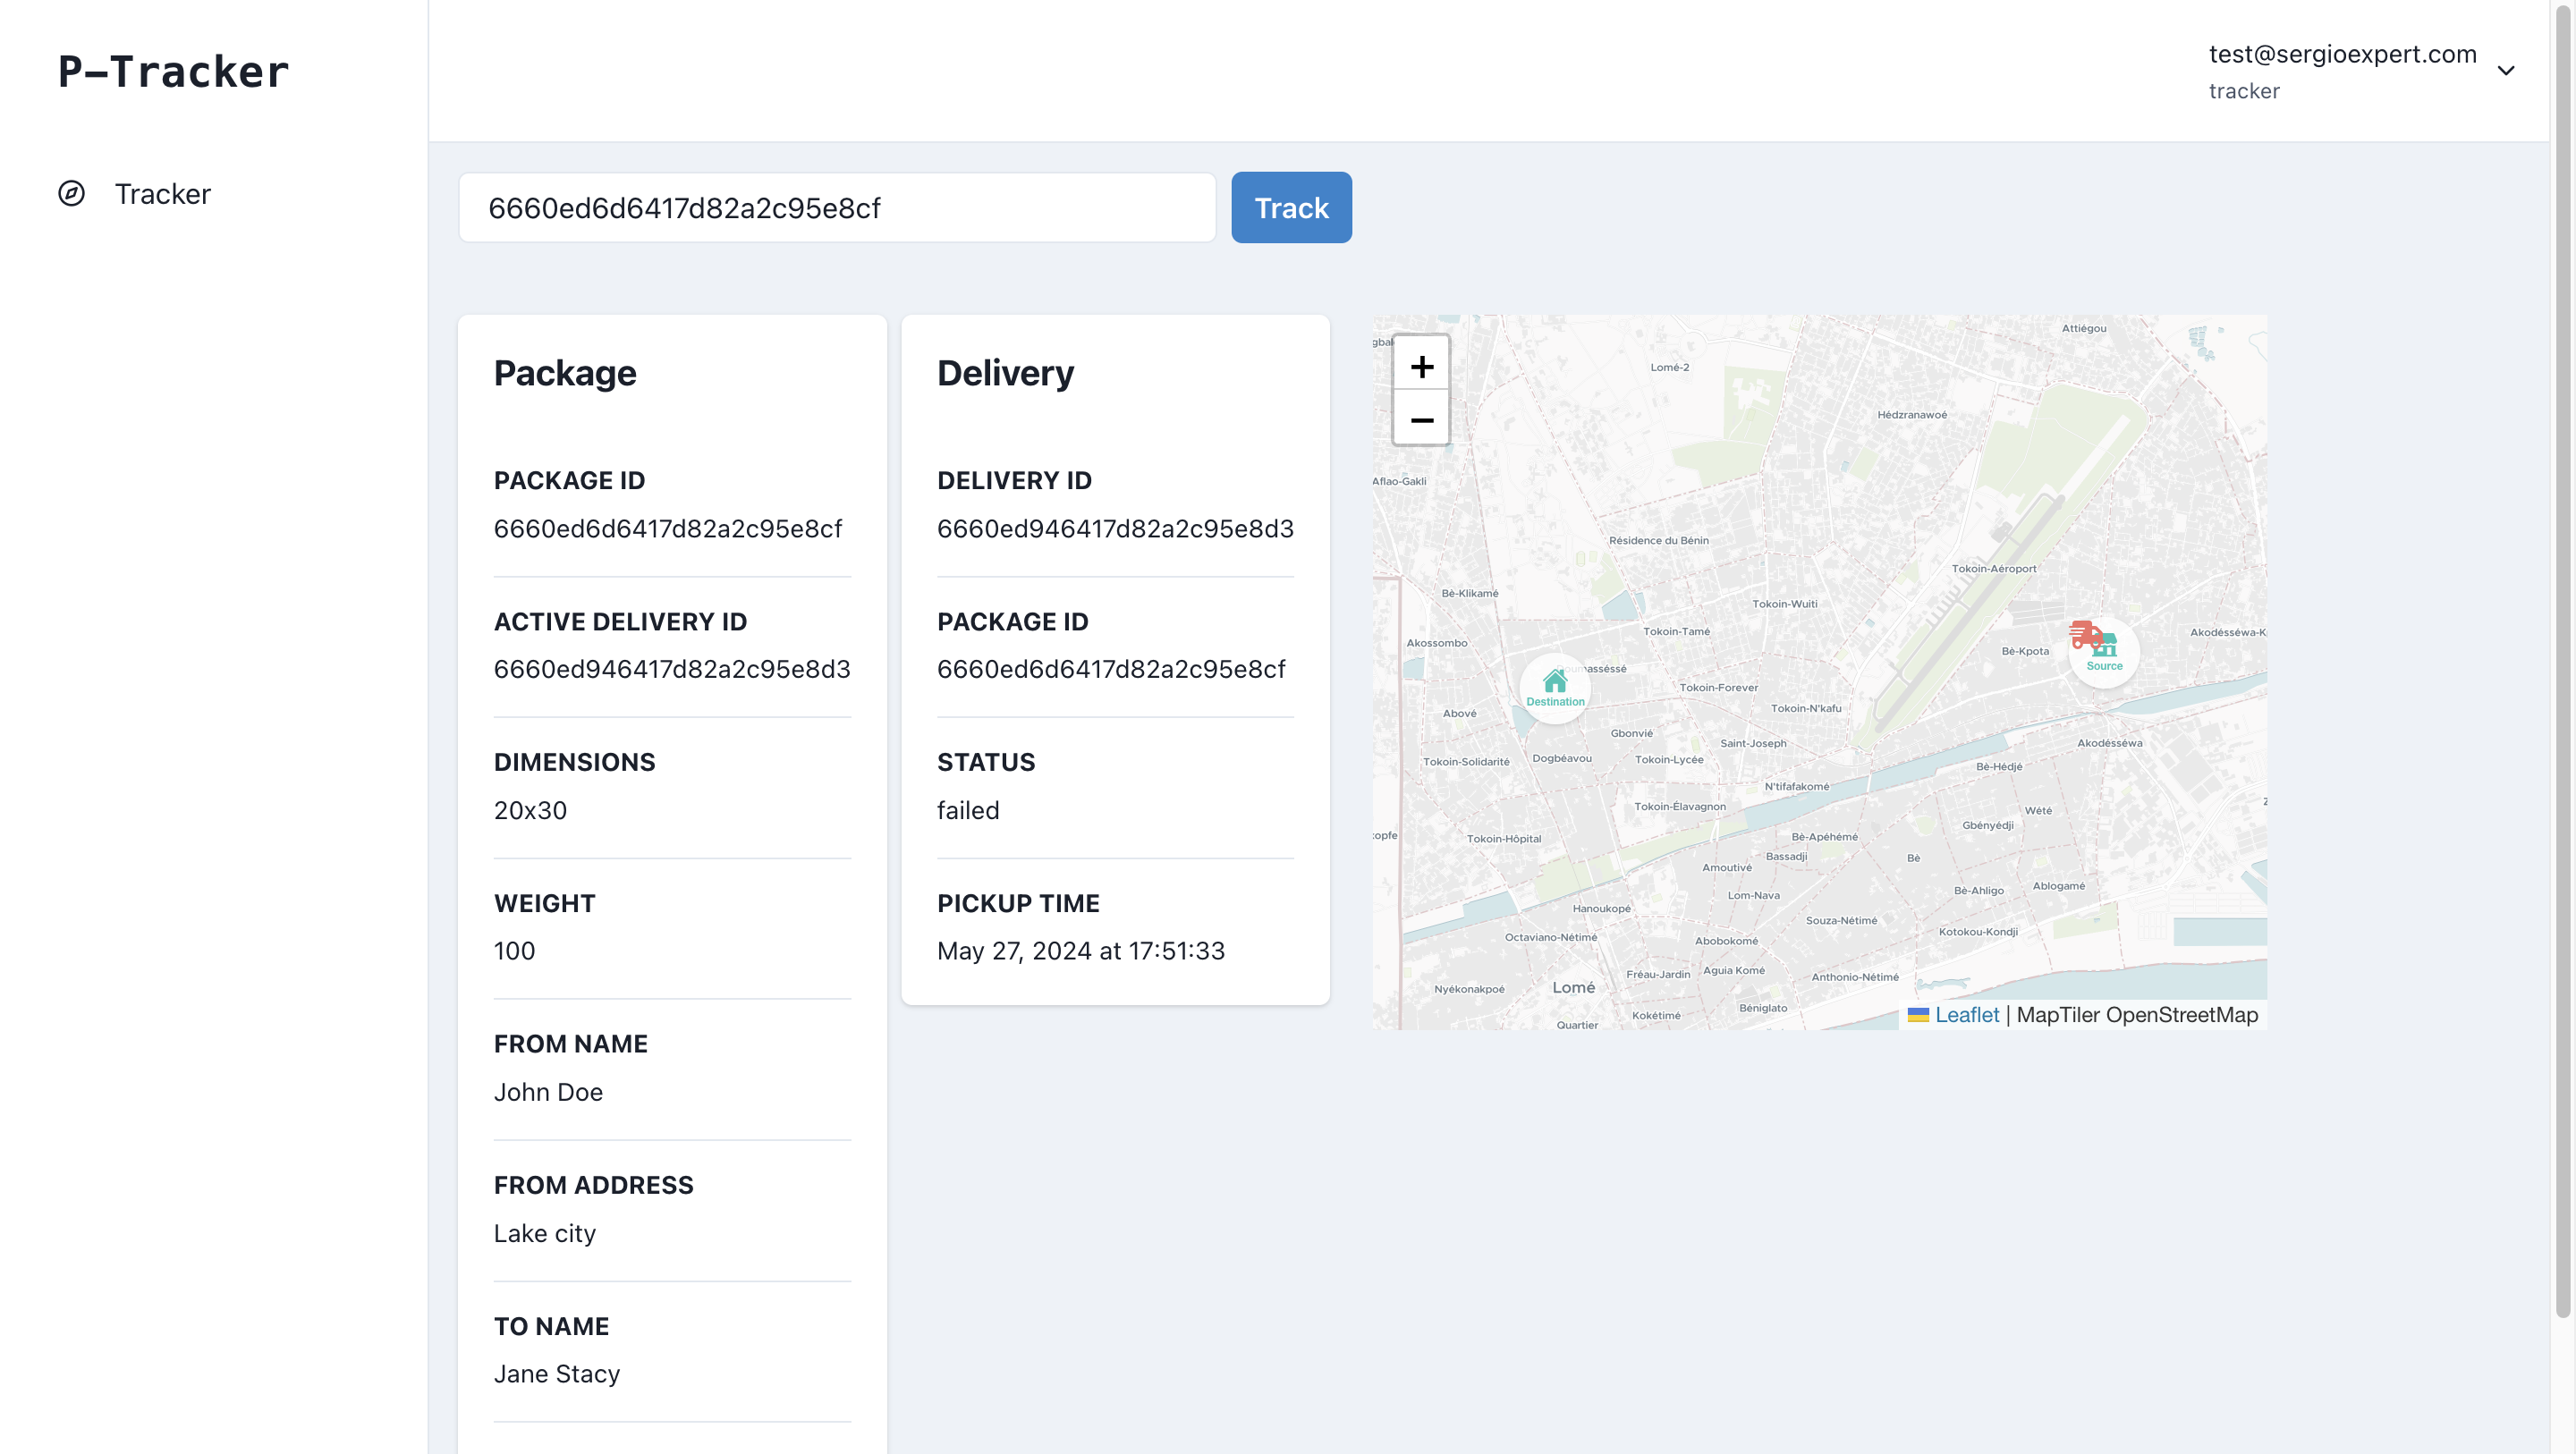 P-Tracker
test@sergioexpert.com
tracker
Tracker
6660ed6d6417d82a2c95e8cf
Track
Package
PACKAGE ID
6660ed6d6417d82a2c95e8cf
ACTIVE DELIVERY ID
6660ed946417d82a2c95e8d3
DIMENSIONS
20x30
WEIGHT
100
FROM NAME
John Doe
FROM ADDRESS
Lake city
TO NAME
Jane Stacy
Delivery
DELIVERY ID
6660ed946417d82a2c95e8d3
PACKAGE ID
6660ed6d6417d82a2c95e8cf
STATUS
failed
PICKUP TIME
May 27, 2024 at 17:51:33
+
−
Attiégou
Lomé-2
Hédzranawoé
Aflao-Gakli
Résidence du Bénin
Tokoin-Aéroport
Bè-Klikamé
Tokoin-Wuiti
Tokoin-Tamé
Akossombo
Akodésséwa-K
Bè-Kpota
Source
Destination
Tokoin-Forever
Tokoin-N'kafu
Abové
Gbonvié
Saint-Joseph
Akodésséwa
Tokoin-Solidarité
Dogbéavou
Tokoin-Lycée
Bè-Hédjé
N'tifafakomé
Tokoin-Élavagnon
Wété
Gbényédji
Tokoin-Hôpital
Bè-Apéhémé
Bassadji
Bè
Amoutivé
Bè-Ahligo
Ablogamé
Lom-Nava
Hanoukopé
Souza-Nétimé
Kotokou-Kondji
Octaviano-Nétimé
Abobokomé
Fréau-Jardin
Aguia Komé
Anthonio-Nétimé
Nyékonakpoé
Lomé
Béniglato
Kokétimé
Quartier
Leaflet | MapTiler OpenStreetMap